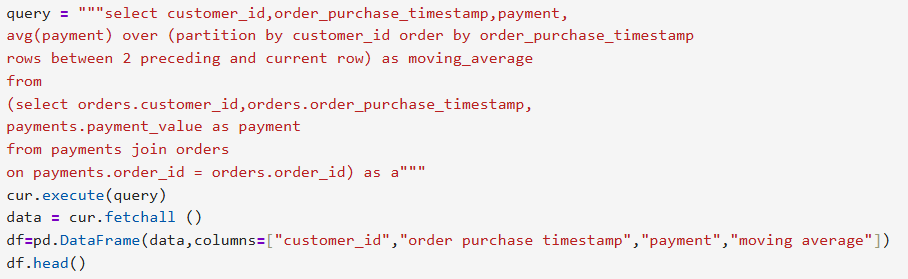 query = """select customer_id,order_purchase_timestamp,payment,
avg(payment) over (partition by customer_id order by order_purchase_timestamp
rows between 2 preceding and current row) as moving_average
from
(select orders.customer_id,orders.order_purchase_timestamp,
payments.payment_value as payment
from payments join orders
on payments.order_id = orders.order_id) as a"""
cur.execute(query)
data = cur.fetchall ()
df=pd.DataFrame(data,columns=["customer_id","order purchase timestamp","payment","moving average"])
df.head()